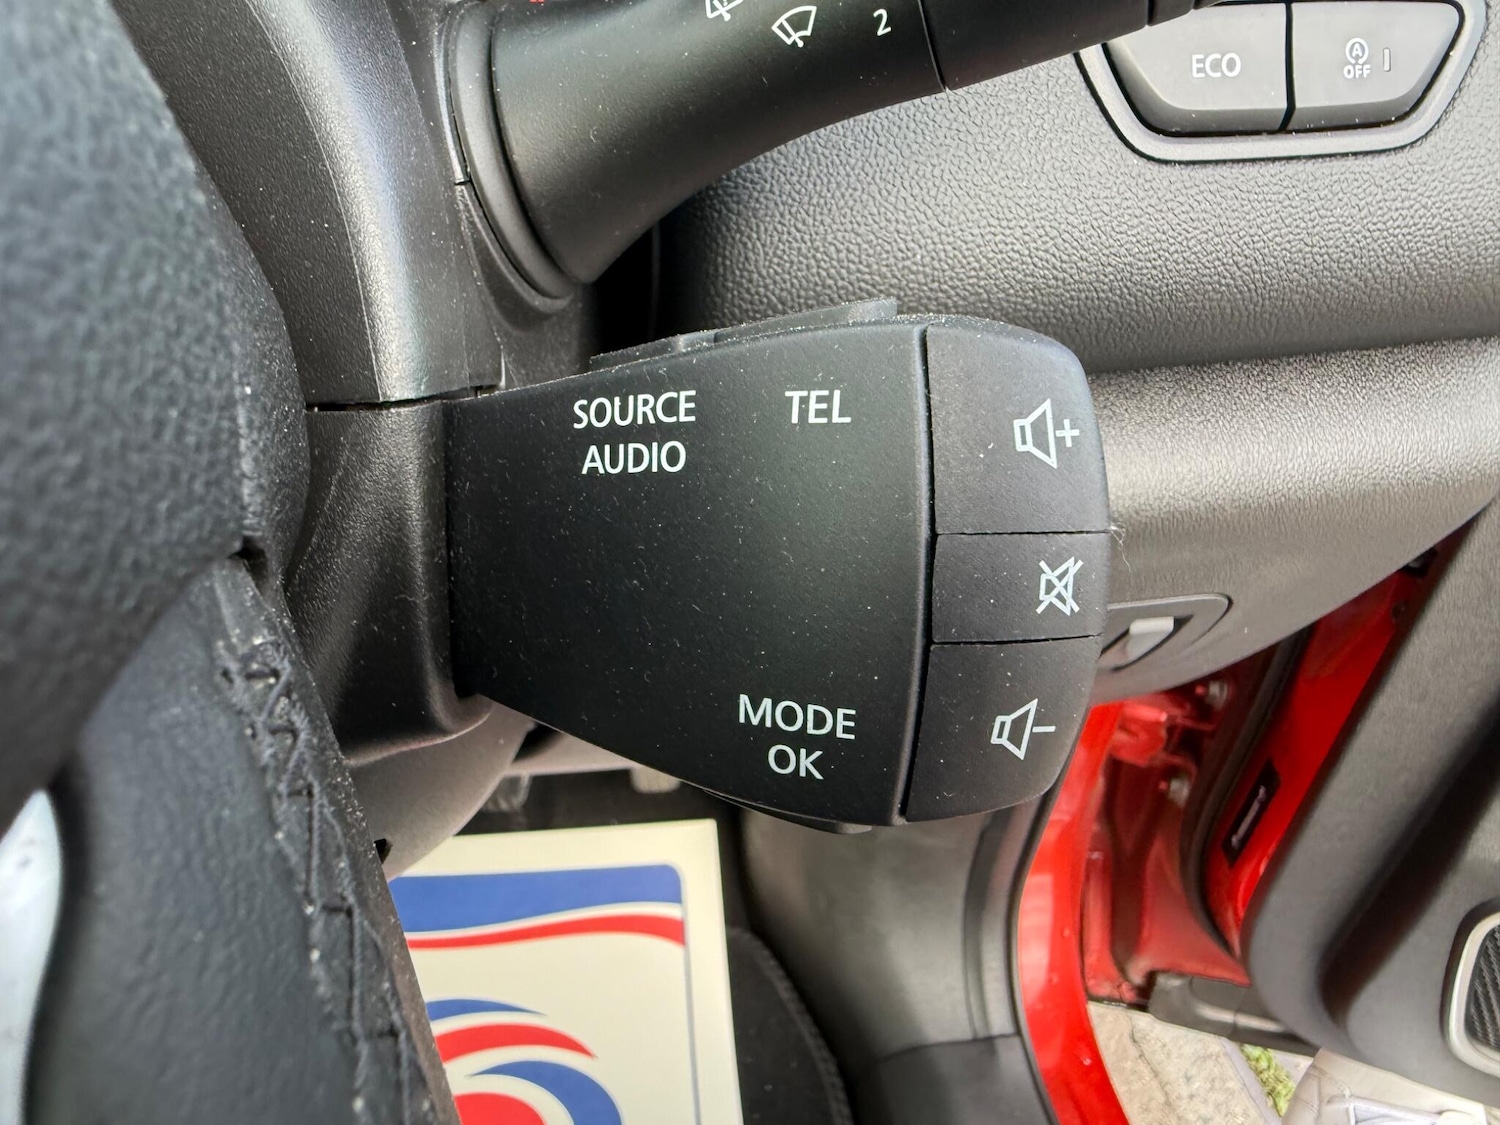 2
ECO
A
OFF
SOURCE
AUDIO
TEL
MODE
OK